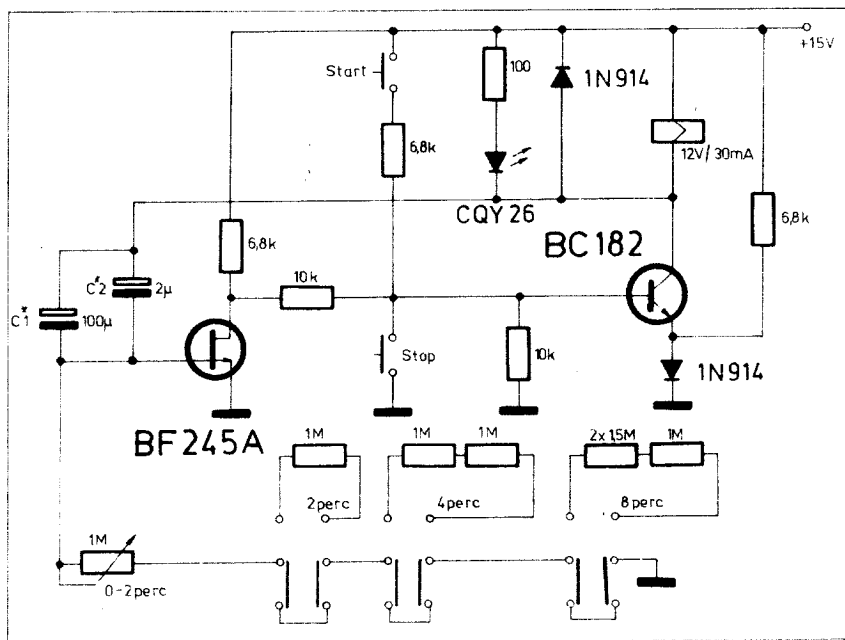 +15V
Start
100
1N914
6,8k
12V/30mA
CQY 26
6,8k
BC182
6,8k
C*2
2µ
10k
C*1
100µ
Stop
10k
1N914
BF245A
1M
1M
1M
2x1,5M
1M
2perc
4perc
8perc
1M
0-2perc